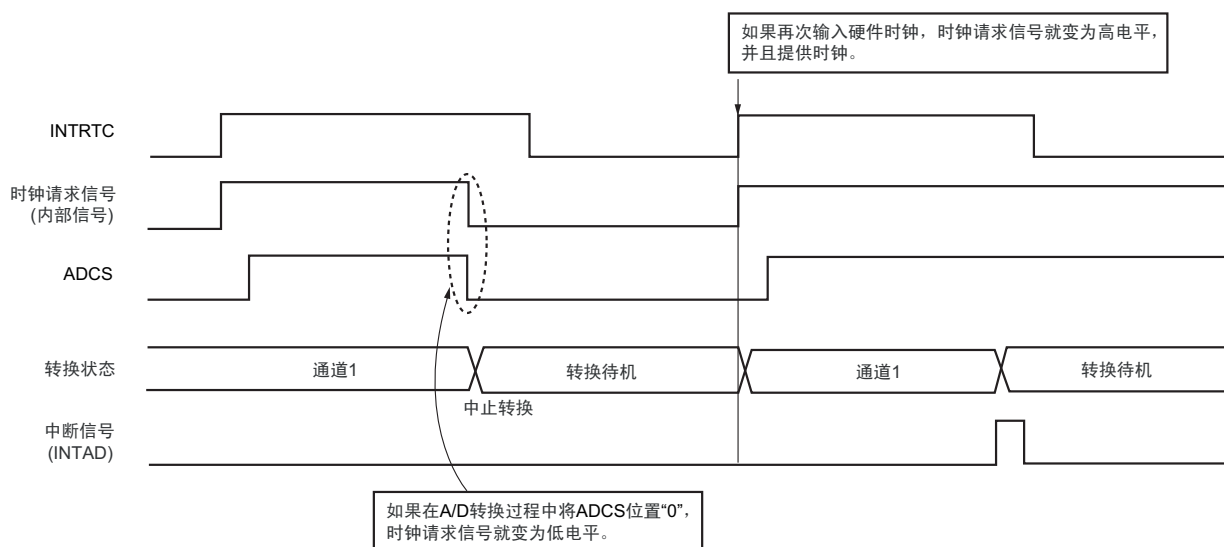 如果再次输入硬件时钟，时钟请求信号就变为高电平，
并且提供时钟。
INTRTC
时钟请求信号
(内部信号)
ADCS
转换状态
通道1
转换待机
通道1
转换待机
中止转换
中断信号
(INTAD)
如果在A/D转换过程中将ADCS位置“0”，
时钟请求信号就变为低电平。